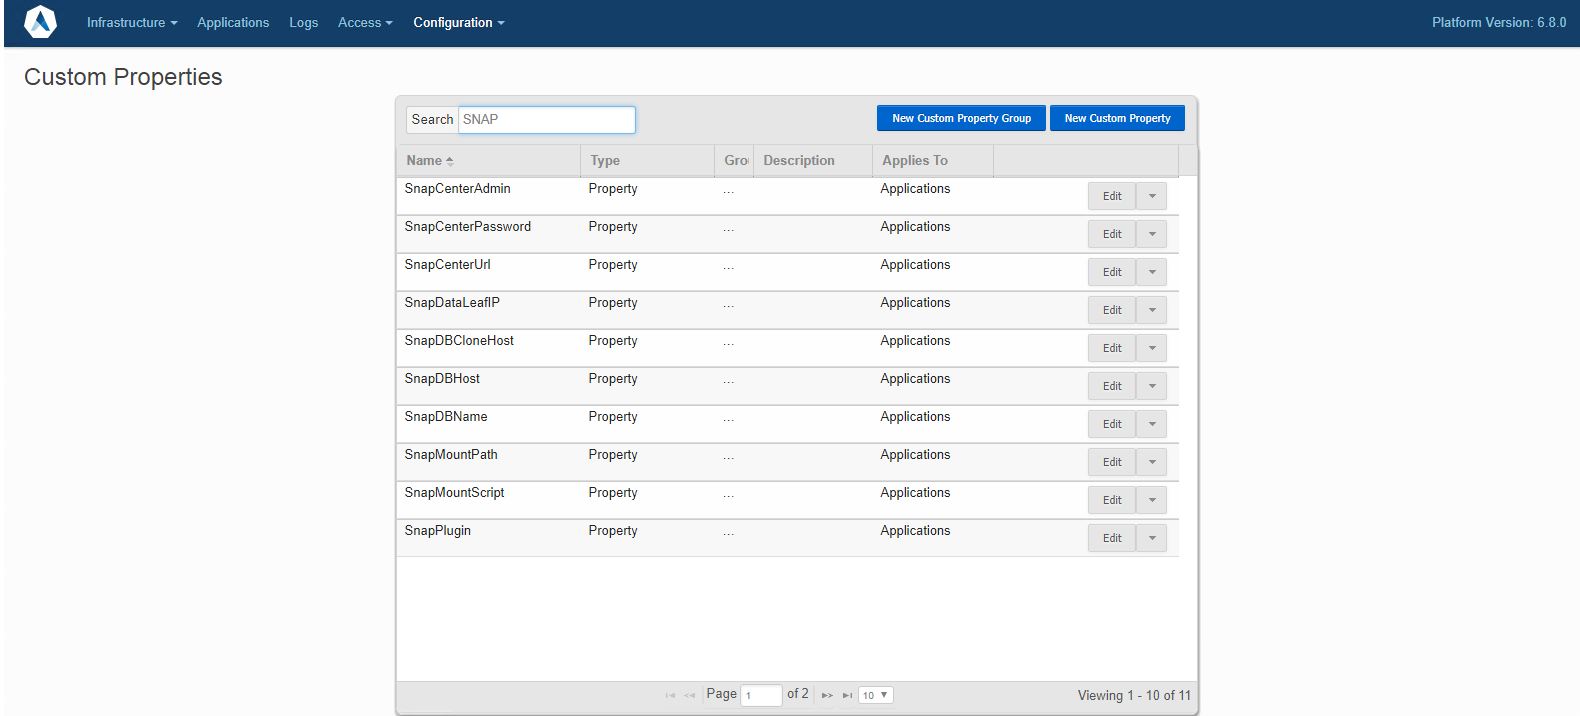 Infrastructure Applications Logs Access Configuration Platform Version: 6.8.0
Custom Properties
Search SNAP New Custom Property Group New Custom Property
Name Type Gro Description Applies To
SnapCenterAdmin Property ... Applications Edit
SnapCenterPassword Property ... Applications Edit
SnapCenterUrl Property ... Applications Edit
SnapDataLeafIP Property ... Applications Edit
SnapDBCloneHost Property ... Applications Edit
SnapDBHost Property ... Applications Edit
SnapDBName Property ... Applications Edit
SnapMountPath Property ... Applications Edit
SnapMountScript Property ... Applications Edit
SnapPlugin Property ... Applications Edit
Page 1 of 2 10 Viewing 1 - 10 of 11